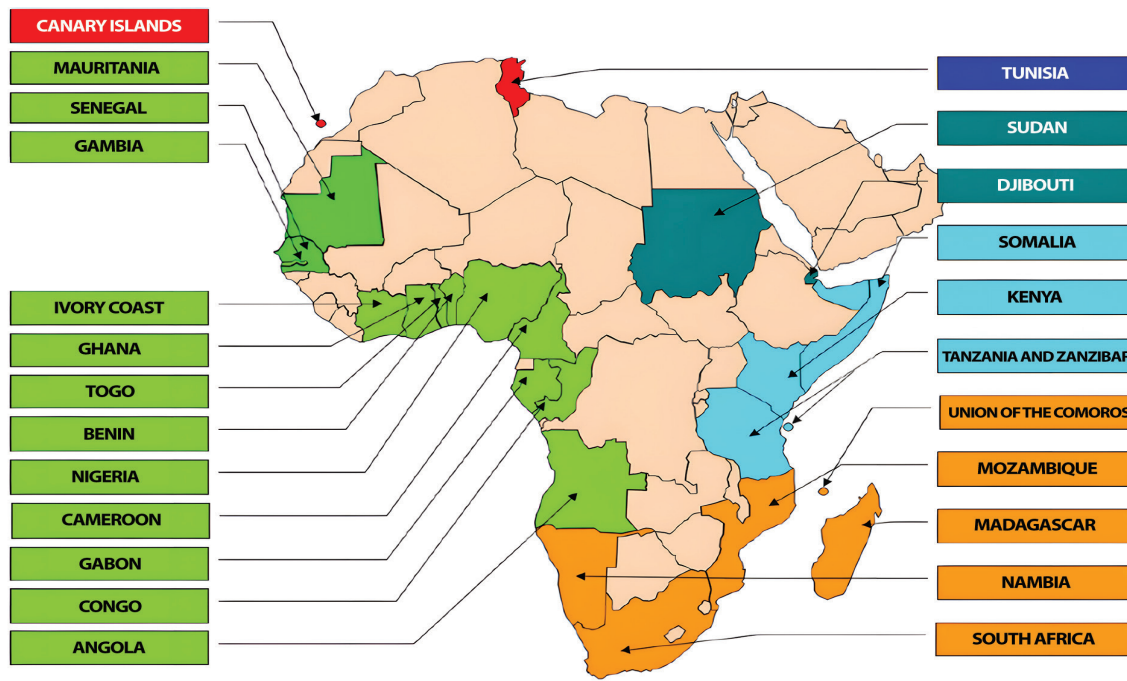 CANARY ISLANDS
MAURITANIA
SENEGAL
GAMBIA
IVORY COAST
GHANA
TOGO
BENIN
NIGERIA
CAMEROON
GABON
CONGO
ANGOLA
TUNISIA
SUDAN
DJIBOUTI
SOMALIA
KENYA
TANZANIA AND ZANZIBAR
UNION OF THE COMOROS
MOZAMBIQUE
MADAGASCAR
NAMBIA
SOUTH AFRICA